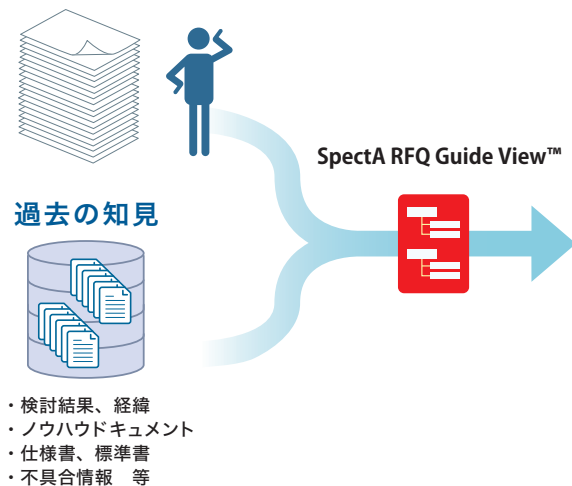 SpectA RFQ Guide View™
過去の知見
・検討結果、経緯
・ノウハウドキュメント
・仕様書、標準書
・不具合情報　等